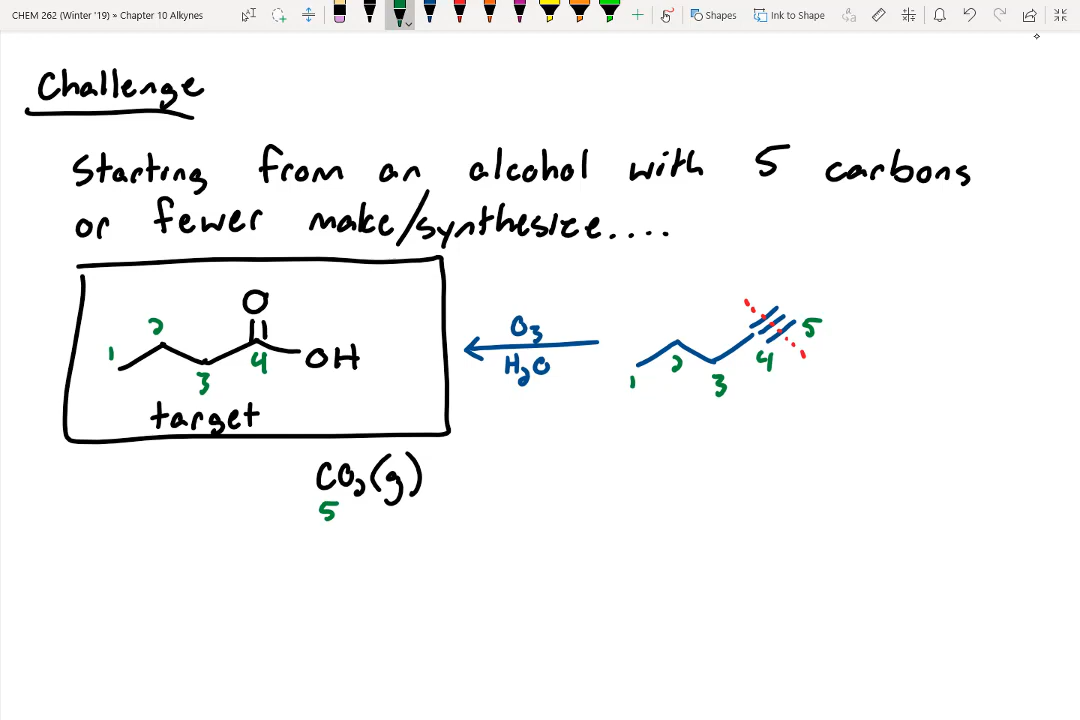 CHEM 262 (Winter '19) » Chapter 10 Alkynes
Shapes
Ink to Shape
Challenge
Starting from an alcohol with 5 carbons
or fewer make/synthesize....
O
OH
1
2
3
4
target
O₃
H₂O
1
2
3
4
5
CO₂(g)
5